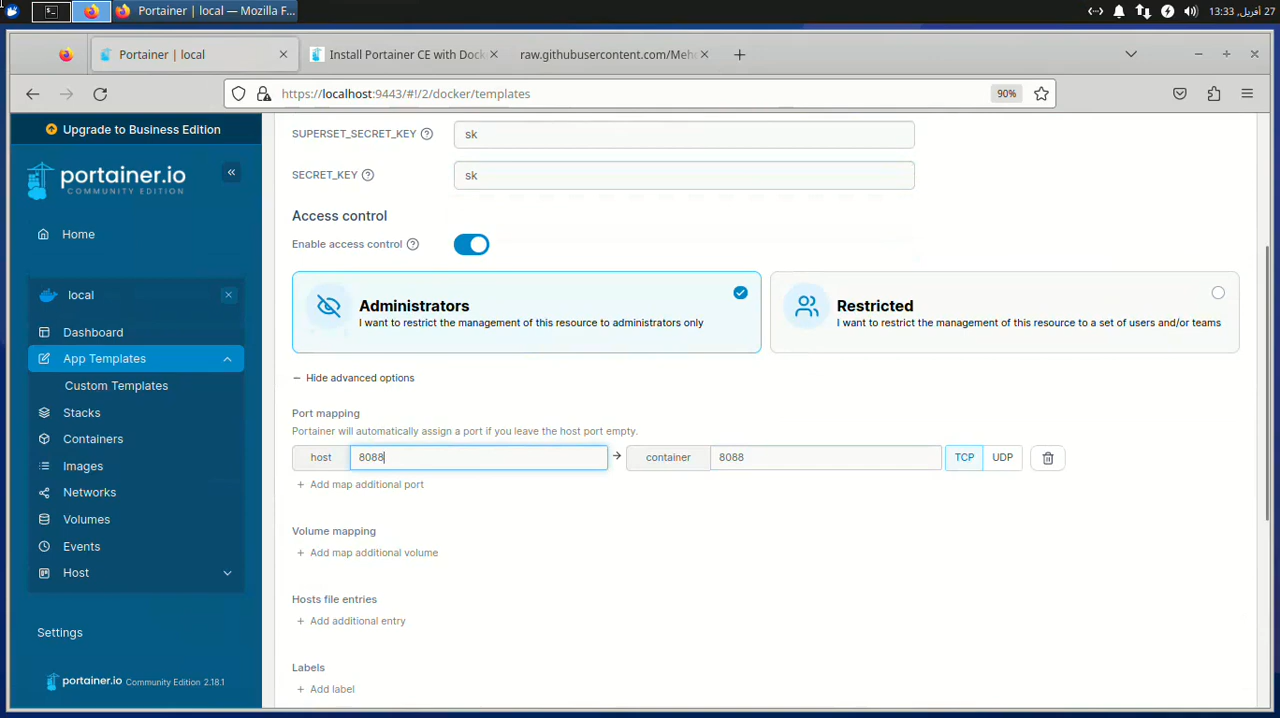 Portainer | local — Mozilla F...
27 أفريل, 13:33
Portainer | local
Install Portainer CE with Dock
raw.githubusercontent.com/Meh
https://localhost:9443/#!/2/docker/templates
90%
Upgrade to Business Edition
portainer.io
COMMUNITY EDITION
Home
local
Dashboard
App Templates
Custom Templates
Stacks
Containers
Images
Networks
Volumes
Events
Host
Settings
portainer.io Community Edition 2.18.1
SUPERSET_SECRET_KEY
sk
SECRET_KEY
sk
Access control
Enable access control
Administrators
I want to restrict the management of this resource to administrators only
Restricted
I want to restrict the management of this resource to a set of users and/or teams
Hide advanced options
Port mapping
Portainer will automatically assign a port if you leave the host port empty.
host 8088 → container 8088 TCP UDP
+ Add map additional port
Volume mapping
+ Add map additional volume
Hosts file entries
+ Add additional entry
Labels
+ Add label